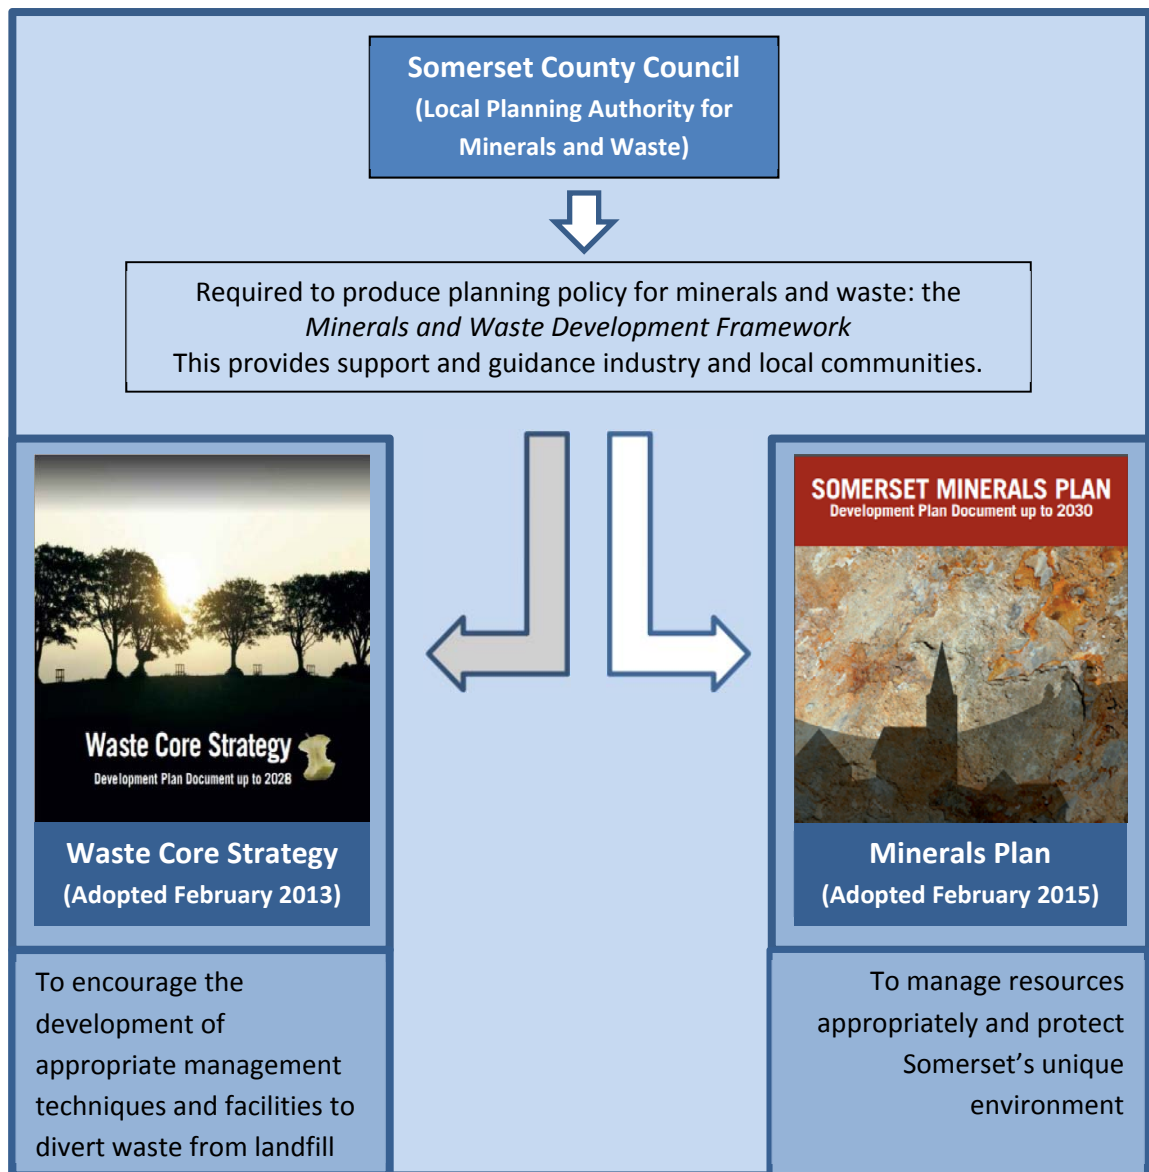 Somerset County Council
(Local Planning Authority for
Minerals and Waste)
Required to produce planning policy for minerals and waste: the
Minerals and Waste Development Framework
This provides support and guidance industry and local communities.
Waste Core Strategy
Development Plan Document up to 2028
Waste Core Strategy
(Adopted February 2013)
To encourage the
development of
appropriate management
techniques and facilities to
divert waste from landfill
SOMERSET MINERALS PLAN
Development Plan Document up to 2030
Minerals Plan
(Adopted February 2015)
To manage resources
appropriately and protect
Somerset’s unique
environment